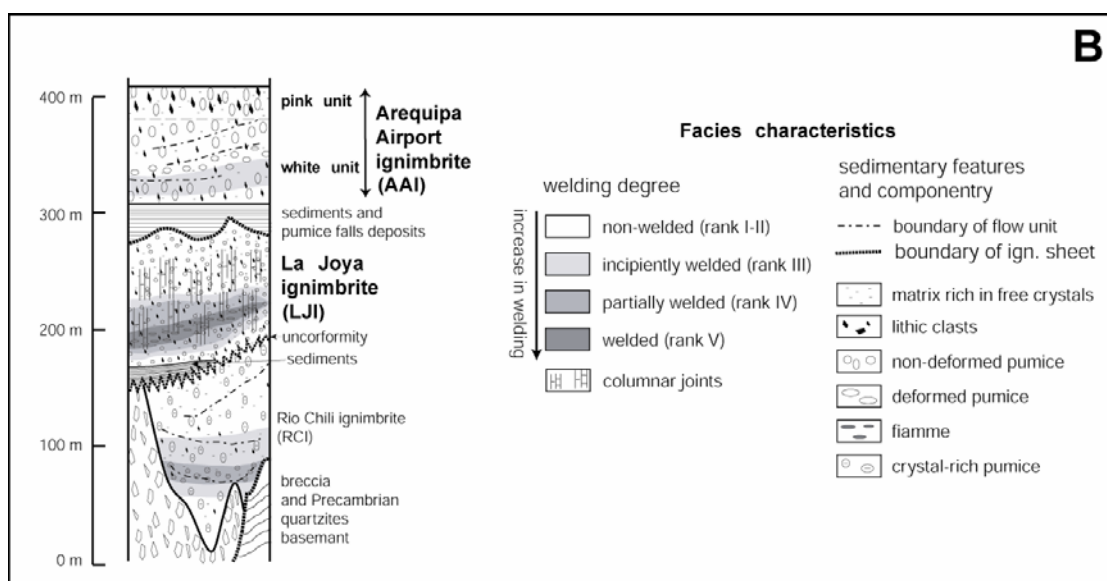 B
400 m
300 m
200 m
100 m
0 m
pink unit
white unit
Arequipa
Airport
ignimbrite
(AAI)
sediments and
pumice falls deposits
La Joya
ignimbrite
(LJI)
uncorformity
sediments
Rio Chili ignimbrite
(RCI)
breccia
and Precambrian
quartzites
basemant
Facies characteristics
welding degree
increase in welding
non-welded (rank I-II)
incipiently welded (rank III)
partially welded (rank IV)
welded (rank V)
columnar joints
sedimentary features
and componentry
boundary of flow unit
boundary of ign. sheet
matrix rich in free crystals
lithic clasts
non-deformed pumice
deformed pumice
fiamme
crystal-rich pumice